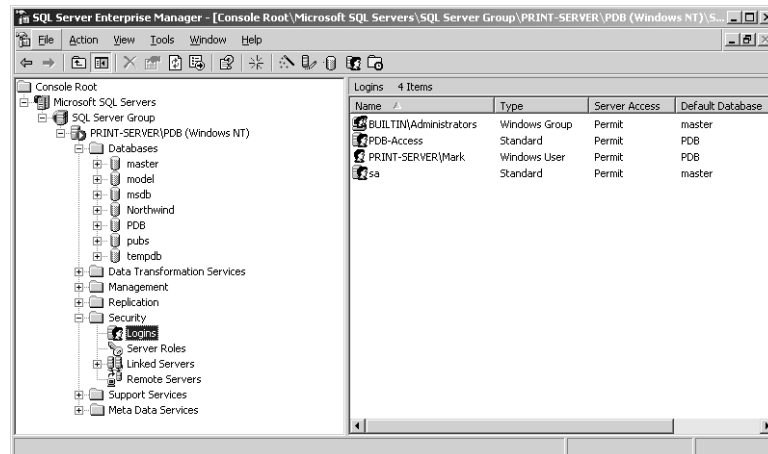 SQL Server Enterprise Manager - [Console Root\Microsoft SQL Servers\SQL Server Group\PRINT-SERVER\PDB (Windows NT)\S...
File Action View Tools Window Help
Console Root
Microsoft SQL Servers
SQL Server Group
PRINT-SERVER\PDB (Windows NT)
Databases
master
model
msdb
Northwind
PDB
pubs
tempdb
Data Transformation Services
Management
Replication
Security
Logins
Server Roles
Linked Servers
Remote Servers
Support Services
Meta Data Services
Logins 4 Items
Name Type Server Access Default Database
BUILTIN\Administrators Windows Group Permit master
PDB-Access Standard Permit PDB
PRINT-SERVER\Mark Windows User Permit PDB
sa Standard Permit master